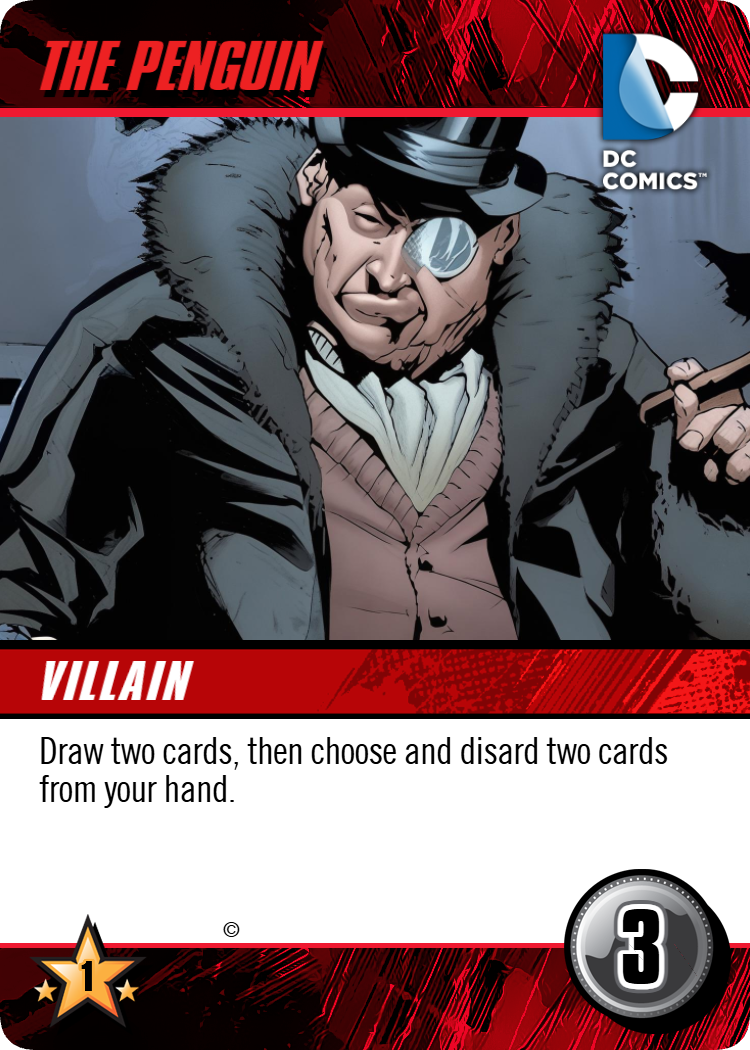 THE PENGUIN
DC
COMICS™
VILLAIN
Draw two cards, then choose and disard two cards
from your hand.
©
1
3